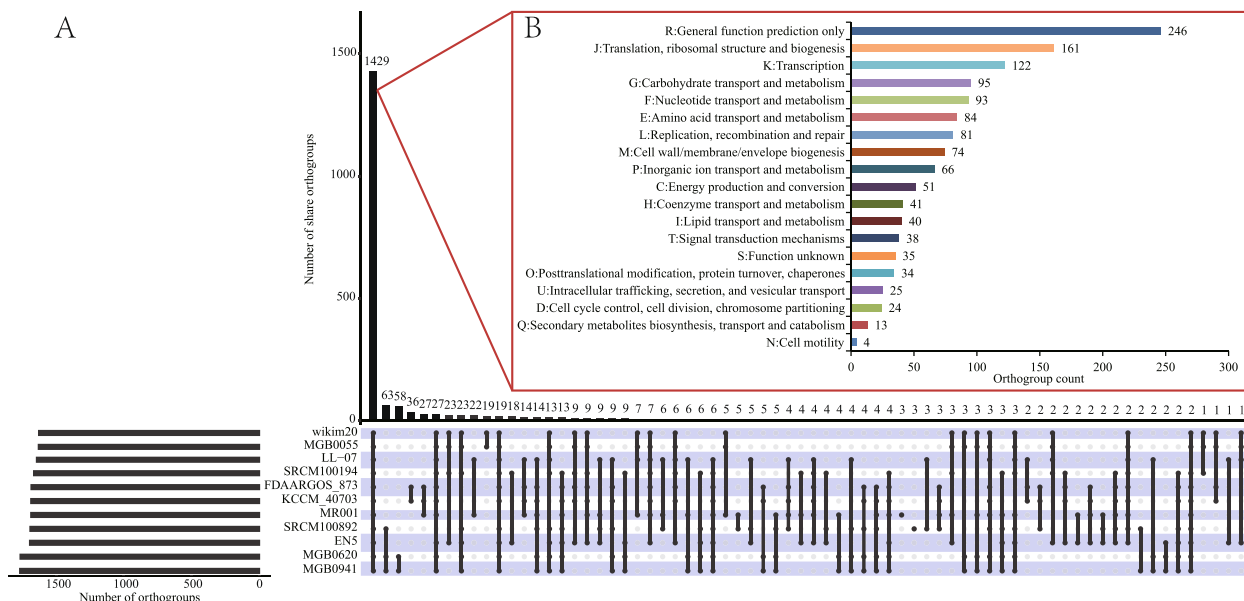 A
B
1500
1000
500
0
Number of share orthogroups
1429
R:General function prediction only 246
J:Translation, ribosomal structure and biogenesis 161
K:Transcription 122
G:Carbohydrate transport and metabolism 95
F:Nucleotide transport and metabolism 93
E:Amino acid transport and metabolism 84
L:Replication, recombination and repair 81
M:Cell wall/membrane/envelope biogenesis 74
P:Inorganic ion transport and metabolism 66
C:Energy production and conversion 51
H:Coenzyme transport and metabolism 41
I:Lipid transport and metabolism 40
T:Signal transduction mechanisms 38
S:Function unknown 35
O:Posttranslational modification, protein turnover, chaperones 34
U:Intracellular trafficking, secretion, and vesicular transport 25
D:Cell cycle control, cell division, chromosome partitioning 24
Q:Secondary metabolites biosynthesis, transport and catabolism 13
N:Cell motility 4
0 50 100 150 200 250 300
Orthogroup count
63 58 36 27 27 23 23 22 19 19 18 14 14 13 13 9 9 9 9 9 7 7 6 6 6 6 6 5 5 5 5 5 4 4 4 4 4 4 4 4 4 3 3 3 3 3 3 3 3 3 3 2 2 2 2 2 2 2 2 2 2 2 2 2 2 1 1 1 1
wikim20
MGB0055
LL−07
SRCM100194
FDAARGOS_873
KCCM_40703
MR001
SRCM100892
EN5
MGB0620
MGB0941
1500 1000 500 0
Number of orthogroups